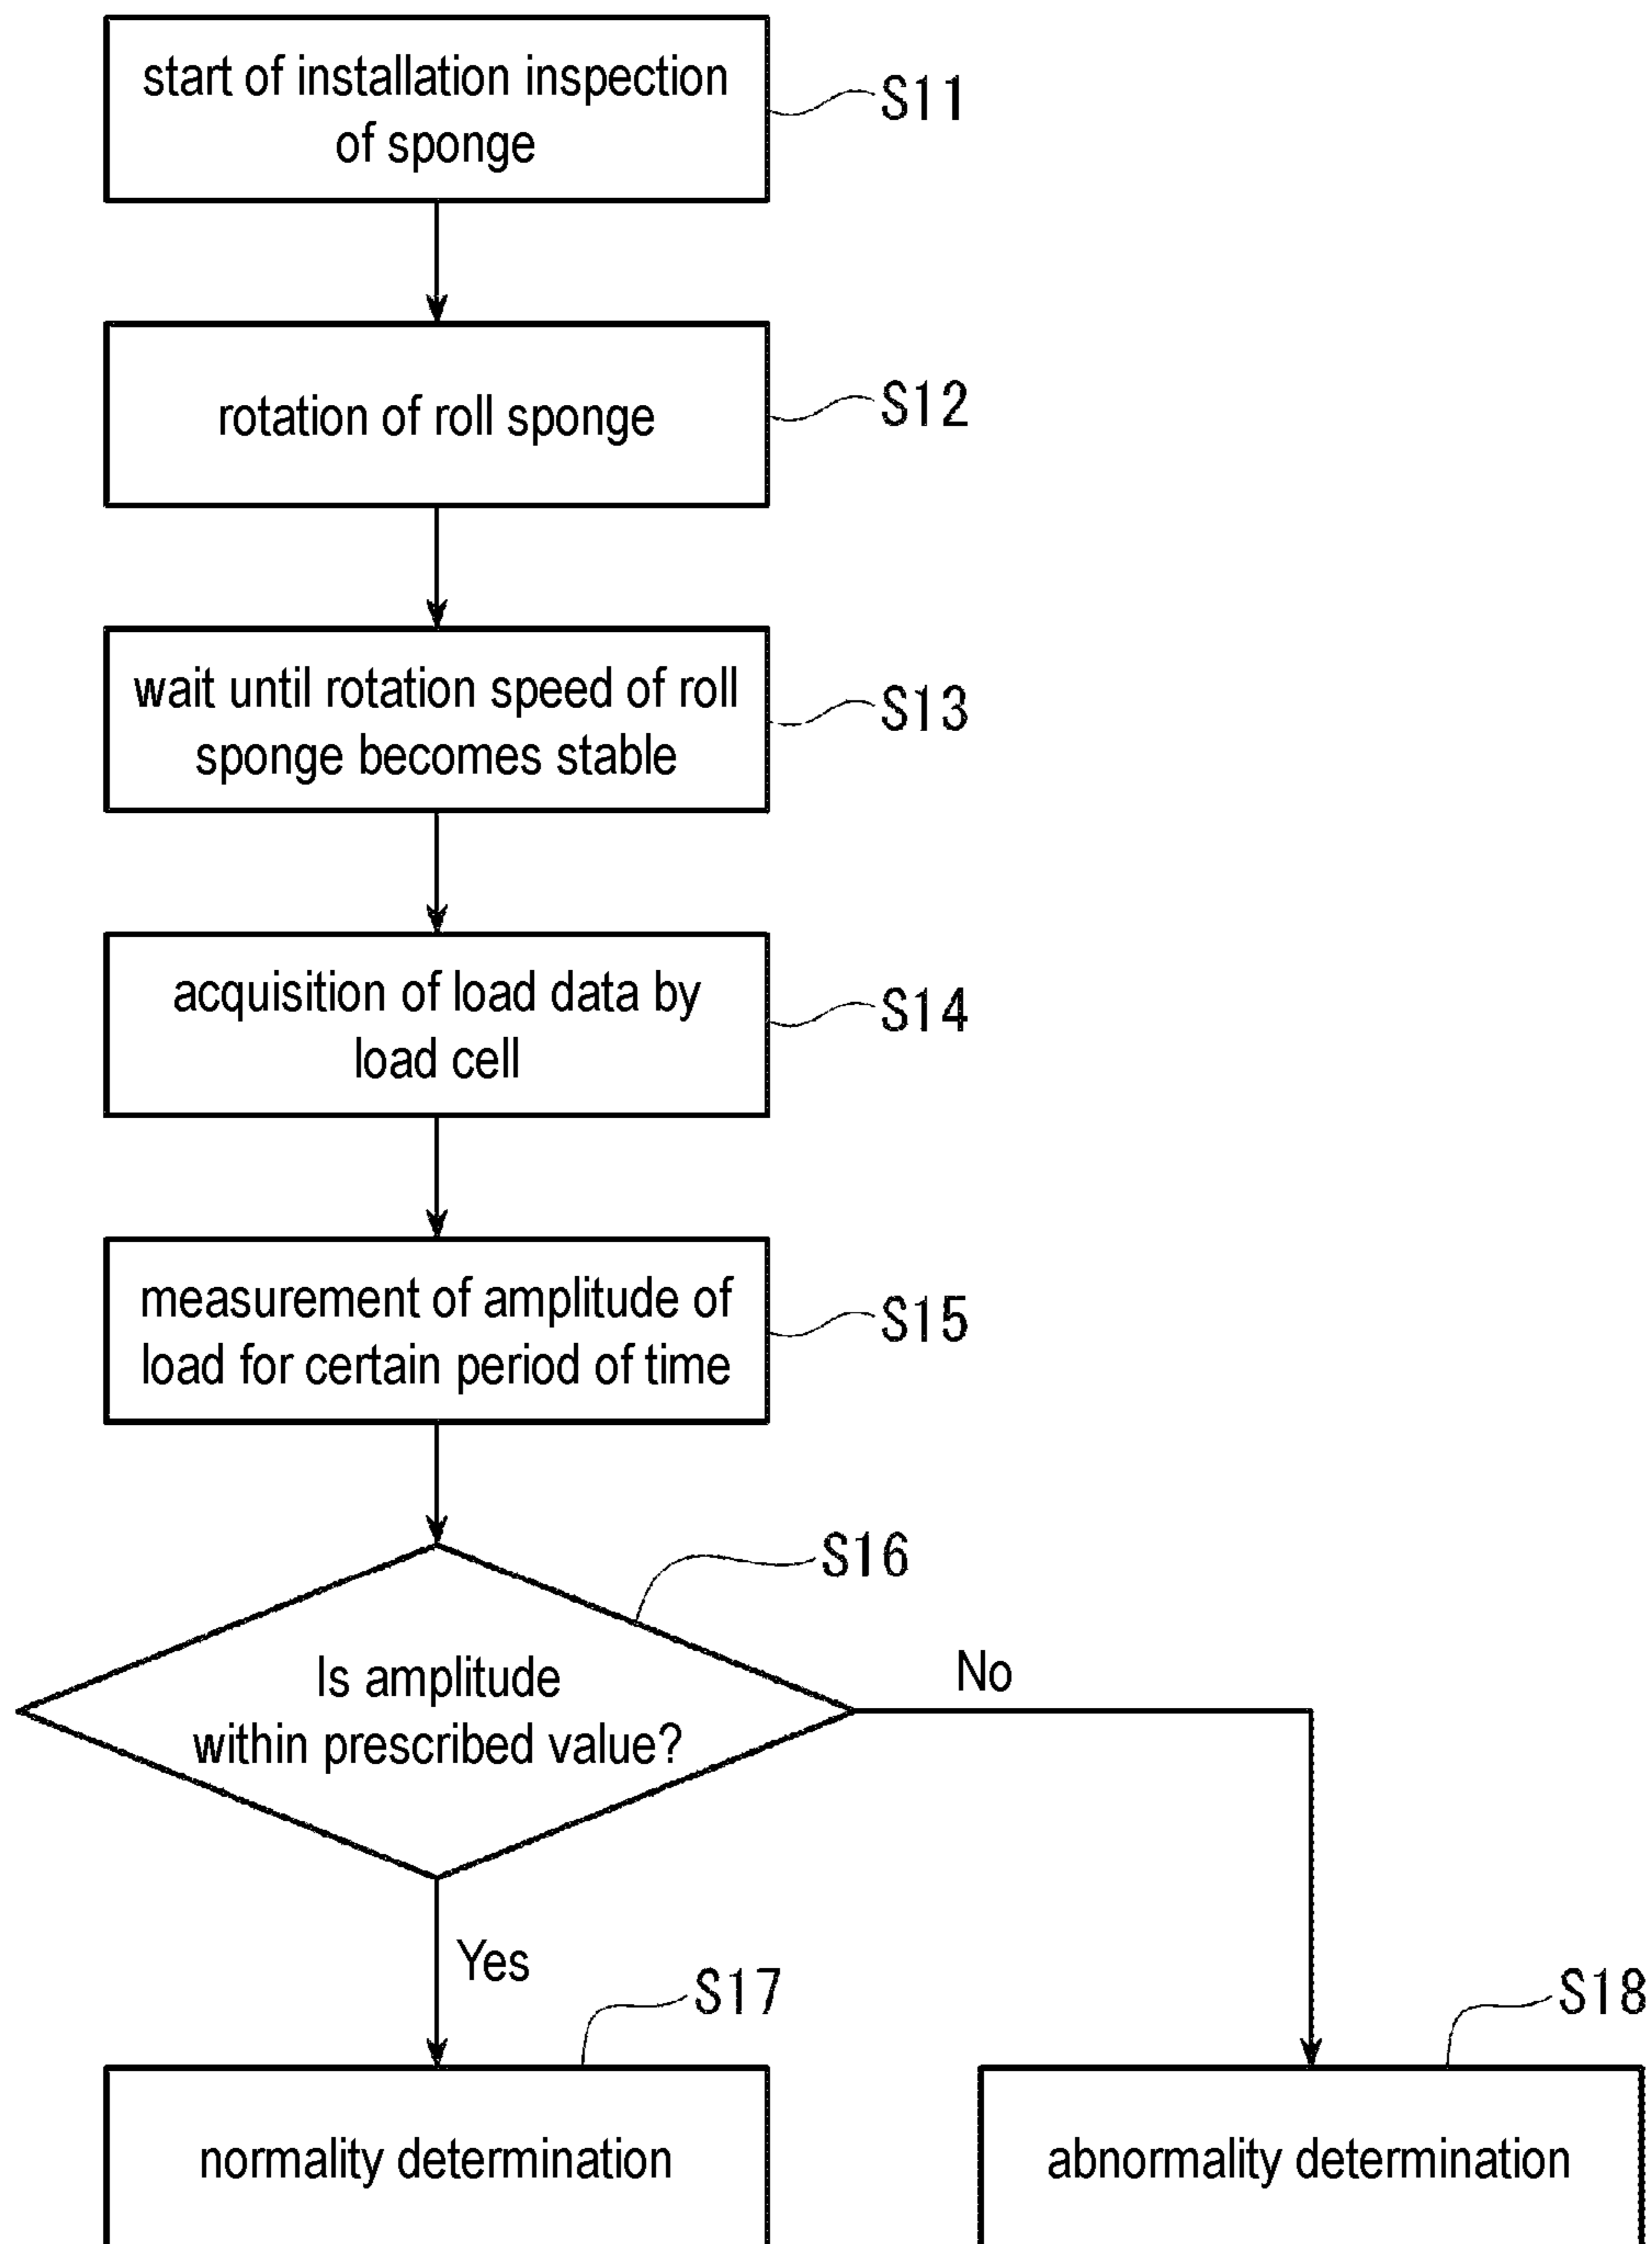 start of installation inspection
of sponge
S11
rotation of roll sponge
S12
wait until rotation speed of roll
sponge becomes stable
S13
acquisition of load data by
load cell
S14
measurement of amplitude of
load for certain period of time
S15
S16
Is amplitude
within prescribed value?
No
Yes
S17
S18
normality determination
abnormality determination